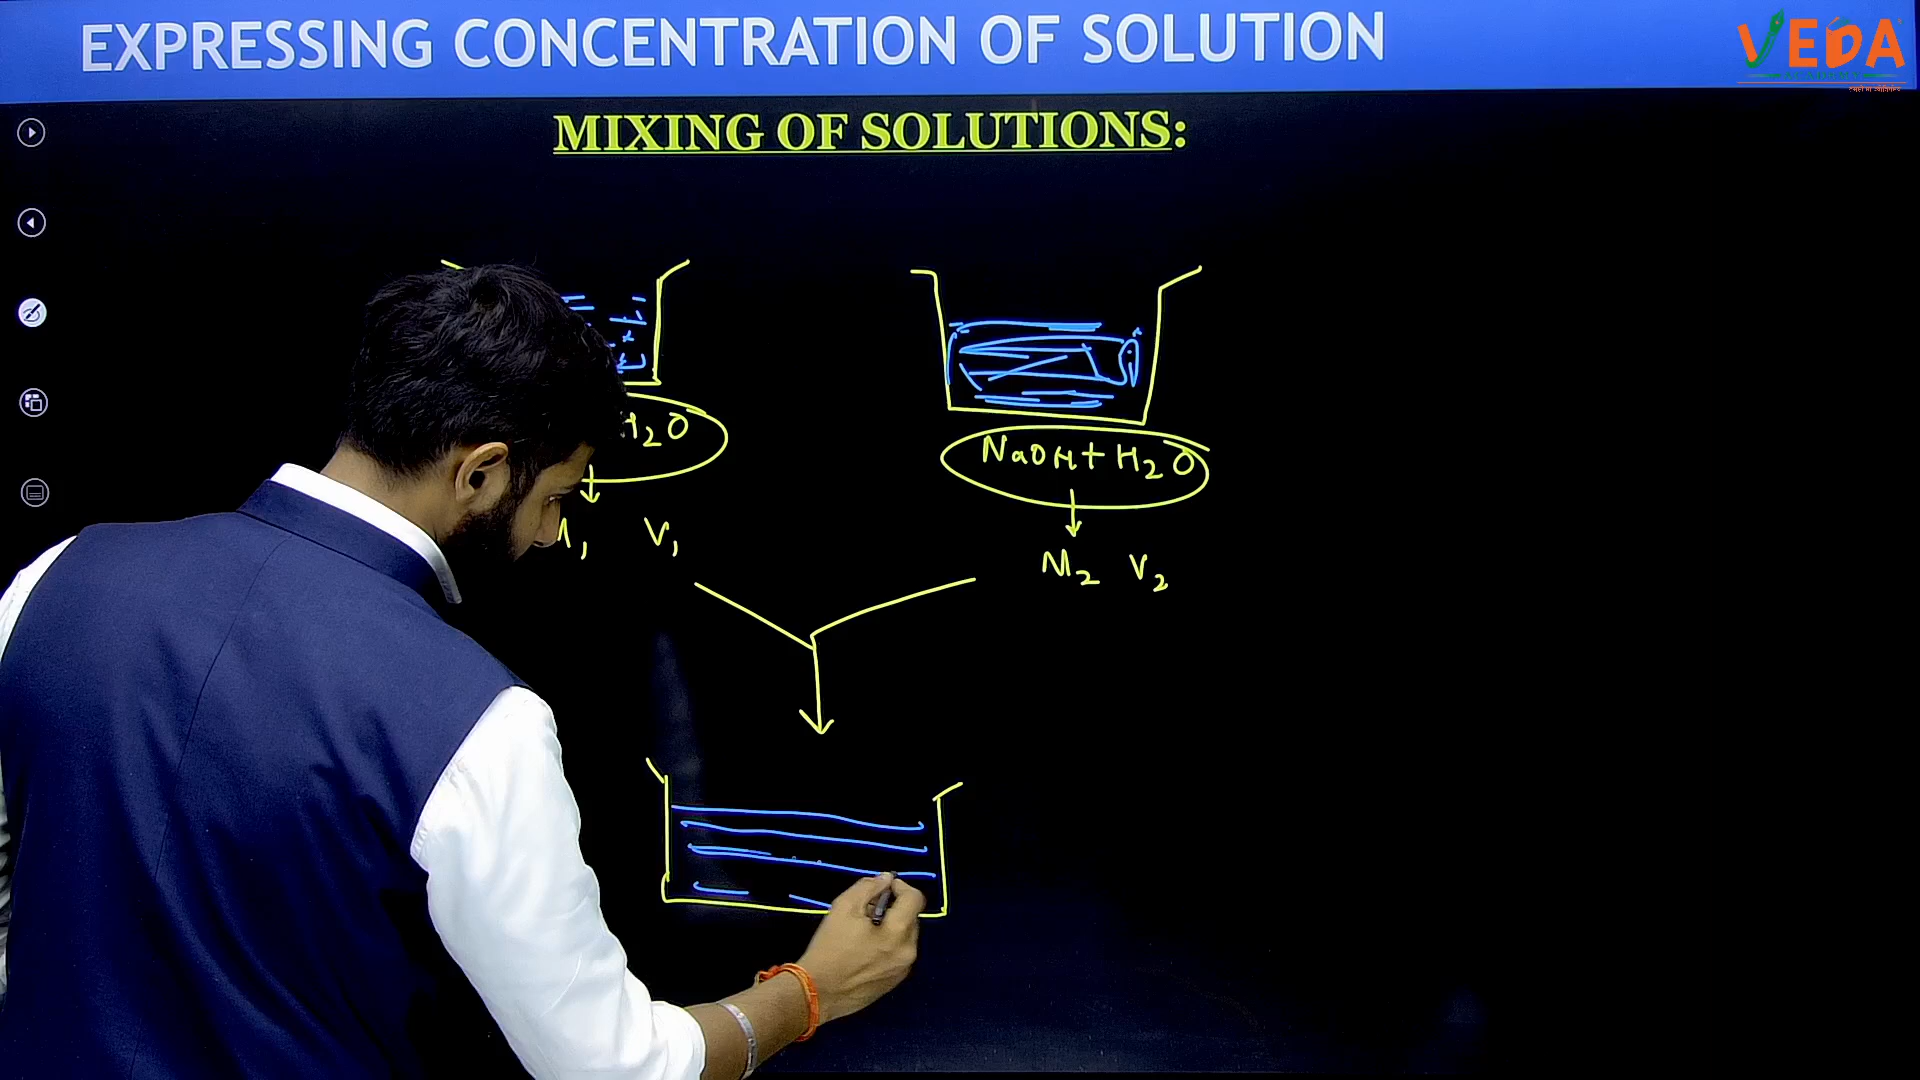 EXPRESSING CONCENTRATION OF SOLUTION
VEDA
MIXING OF SOLUTIONS:
H₂O
NaOH + H₂O
V₁
M₂ V₂